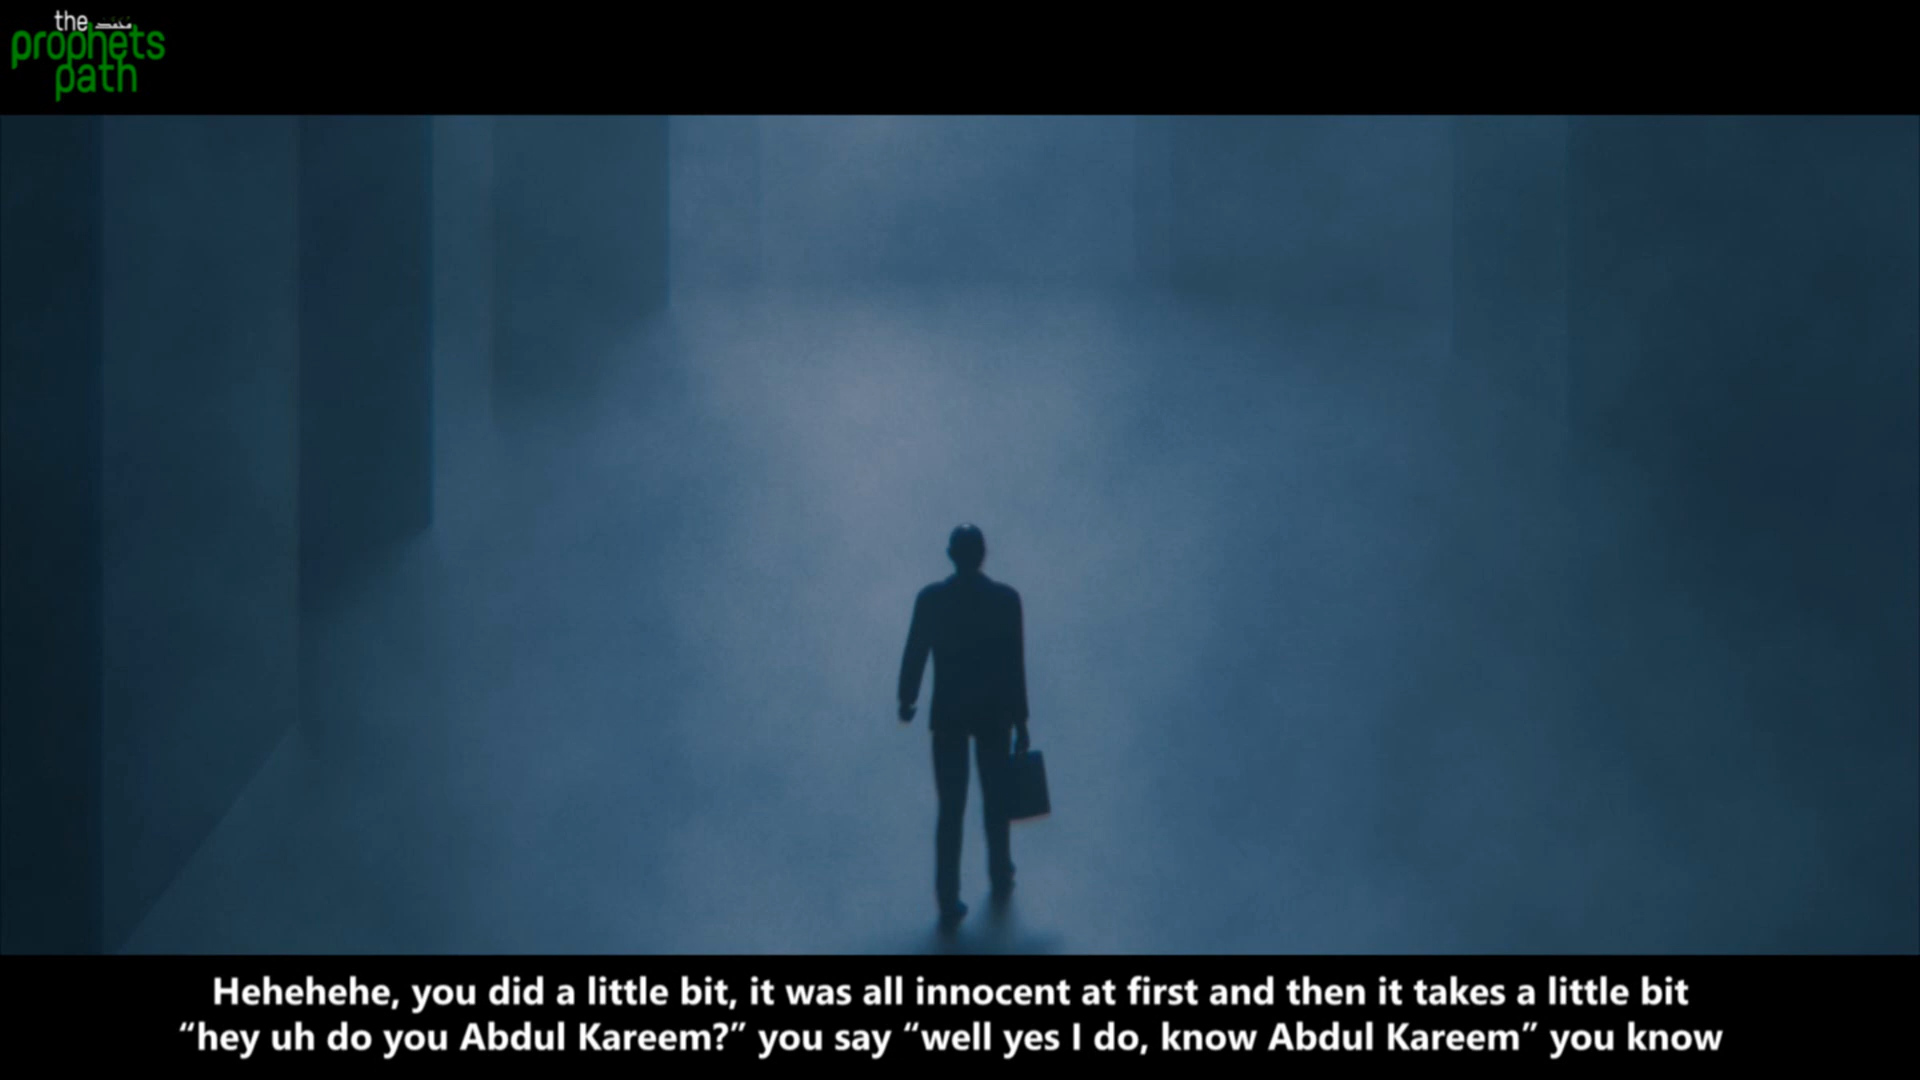 the محمد
prophets
path
Hehehehe, you did a little bit, it was all innocent at first and then it takes a little bit
“hey uh do you Abdul Kareem?” you say “well yes I do, know Abdul Kareem” you know